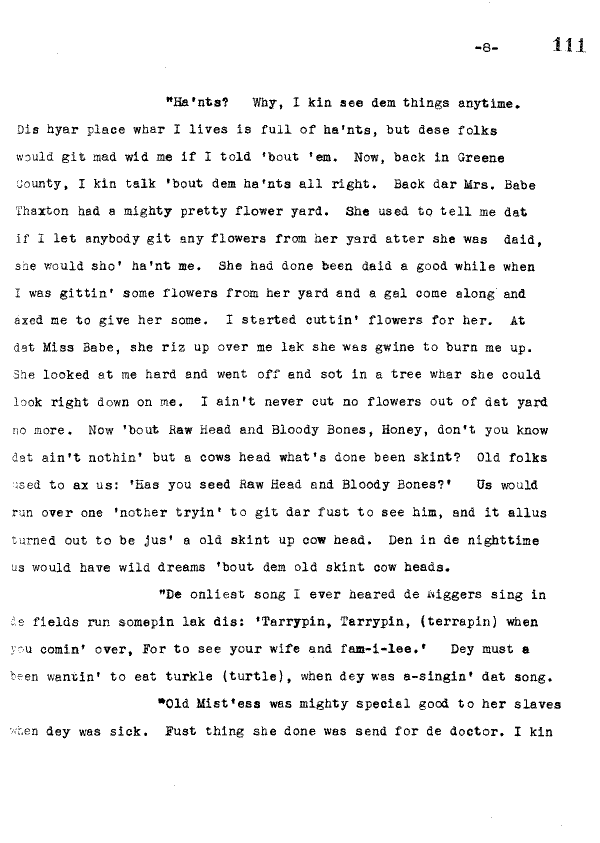 -8- 111
"Ha'nts? Why, I kin see dem things anytime.
Dis hyar place whar I lives is full of ha'nts, but dese folks
would git mad wid me if I told 'bout 'em. Now, back in Greene
County, I kin talk 'bout dem ha'nts all right. Back dar Mrs. Babe
Thaxton had a mighty pretty flower yard. She used to tell me dat
if I let anybody git any flowers from her yard atter she was daid,
she would sho' ha'nt me. She had done been daid a good while when
I was gittin' some flowers from her yard and a gal come along and
axed me to give her some. I started cuttin' flowers for her. At
dat Miss Babe, she riz up over me lak she was gwine to burn me up.
She looked at me hard and went off and sot in a tree whar she could
look right down on me. I ain't never cut no flowers out of dat yard
no more. Now 'bout Raw Head and Bloody Bones, Honey, don't you know
dat ain't nothin' but a cows head what's done been skint? Old folks
used to ax us: 'Has you seed Raw Head and Bloody Bones?' Us would
run over one 'nother tryin' to git dar fust to see him, and it allus
turned out to be jus' a old skint up cow head. Den in de nighttime
us would have wild dreams 'bout dem old skint cow heads.
"De onliest song I ever heared de Niggers sing in
de fields run somepin lak dis: 'Tarrypin, Tarrypin, (terrapin) when
you comin' over, For to see your wife and fam-i-lee.' Dey must a
been wantin' to eat turkle (turtle), when dey was a-singin' dat song.
"Old Mist'ess was mighty special good to her slaves
when dey was sick. Fust thing she done was send for de doctor. I kin